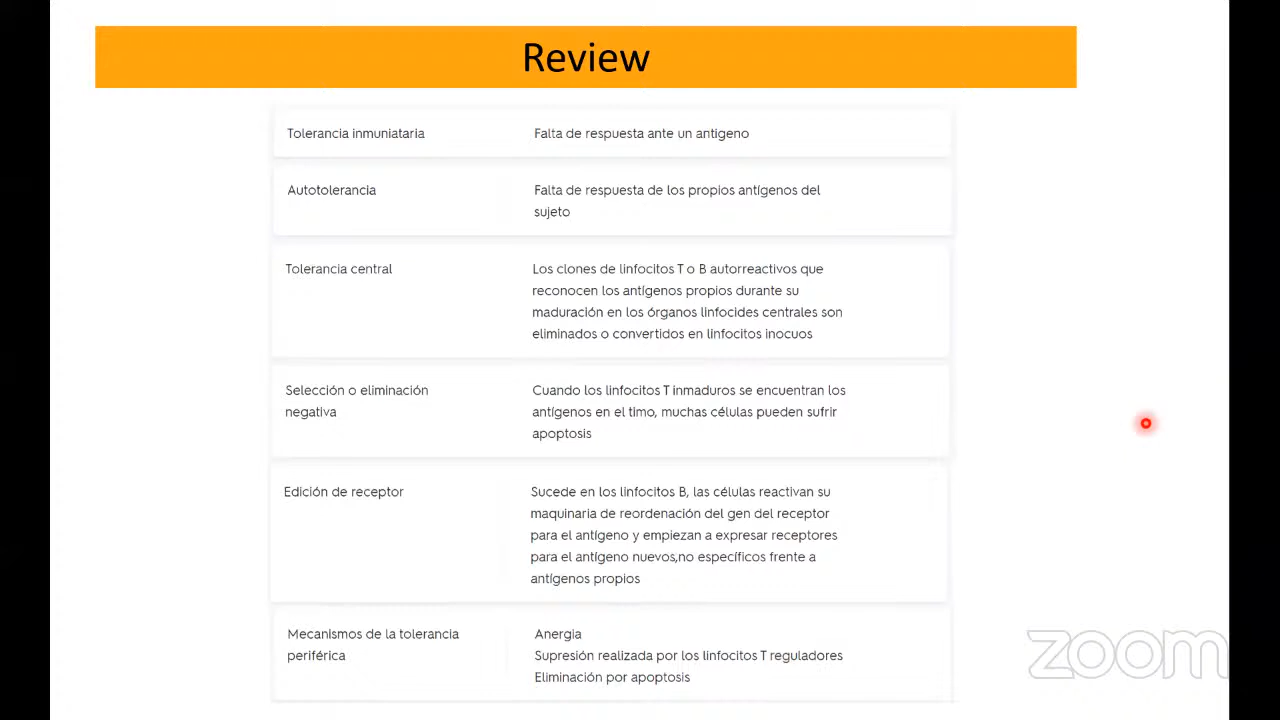 Review
Tolerancia inmuniataria
Falta de respuesta ante un antigeno
Autotolerancia
Falta de respuesta de los propios antígenos del
sujeto
Tolerancia central
Los clones de linfocitos T o B autorreactivos que
reconocen los antígenos propios durante su
maduración en los órganos linfocides centrales son
eliminados o convertidos en linfocitos inocuos
Selección o eliminación
negativa
Cuando los linfocitos T inmaduros se encuentran los
antígenos en el timo, muchas células pueden sufrir
apoptosis
Edición de receptor
Sucede en los linfocitos B, las células reactivan su
maquinaria de reordenación del gen del receptor
para el antígeno y empiezan a expresar receptores
para el antígeno nuevos,no específicos frente a
antígenos propios
Mecanismos de la tolerancia
periférica
Anergia
Supresión realizada por los linfocitos T reguladores
Eliminación por apoptosis
zoom